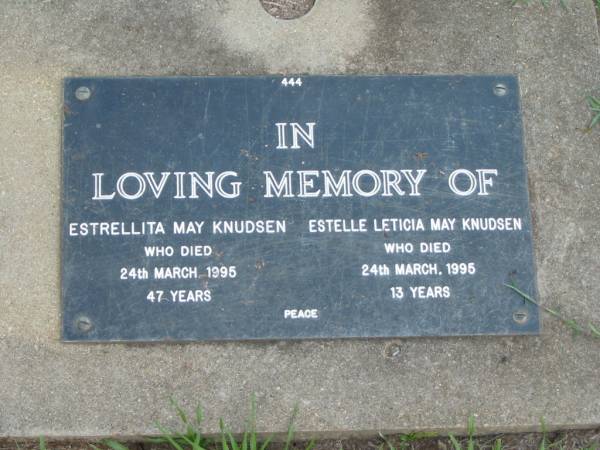 444
IN
LOVING MEMORY OF
ESTRELLITA MAY KNUDSEN ESTELLE LETICIA MAY KNUDSEN
WHO DIED WHO DIED
24th MARCH, 1995 24th MARCH, 1995
47 YEARS 13 YEARS
PEACE